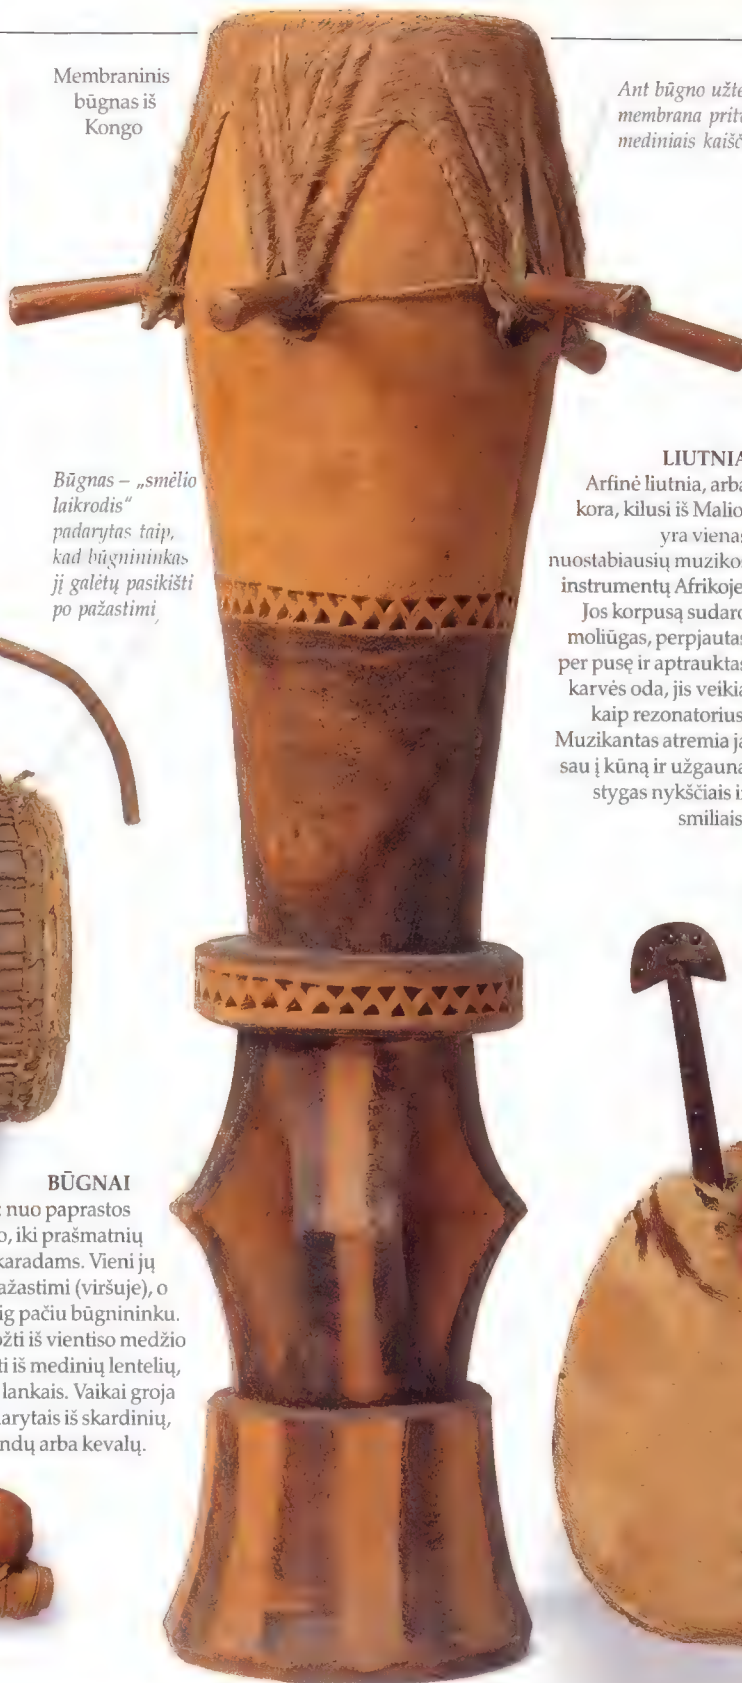 Membraninis
būgnas iš
Kongo
Ant būgno užte
membrana pritv
mediniais kaišč
Būgnas – „smėlio
laikrodis“
padarytas taip,
kad būgnininkas
jį galėtų pasikišti
po pažastimi
LIUTNIA
Arfinė liutnia, arba
kora, kilusi iš Malio,
yra vienas
nuostabiausių muzikos
instrumentų Afrikoje.
Jos korpusą sudaro
moliūgas, perpjautas
per pusę ir aptrauktas
karvės oda, jis veikia
kaip rezonatorius.
Muzikantas atremia ją
sau į kūną ir užgauna
stygas nykščiais ir
smiliais.
BŪGNAI
nuo paprastos
o, iki prašmatnių
karadams. Vieni jų
ažastimi (viršuje), o
ig pačiu būgnininku.
ožti iš vientiso medžio
ti iš medinių lentelių,
lankais. Vaikai groja
arytais iš skardinių,
ndų arba kevalų.